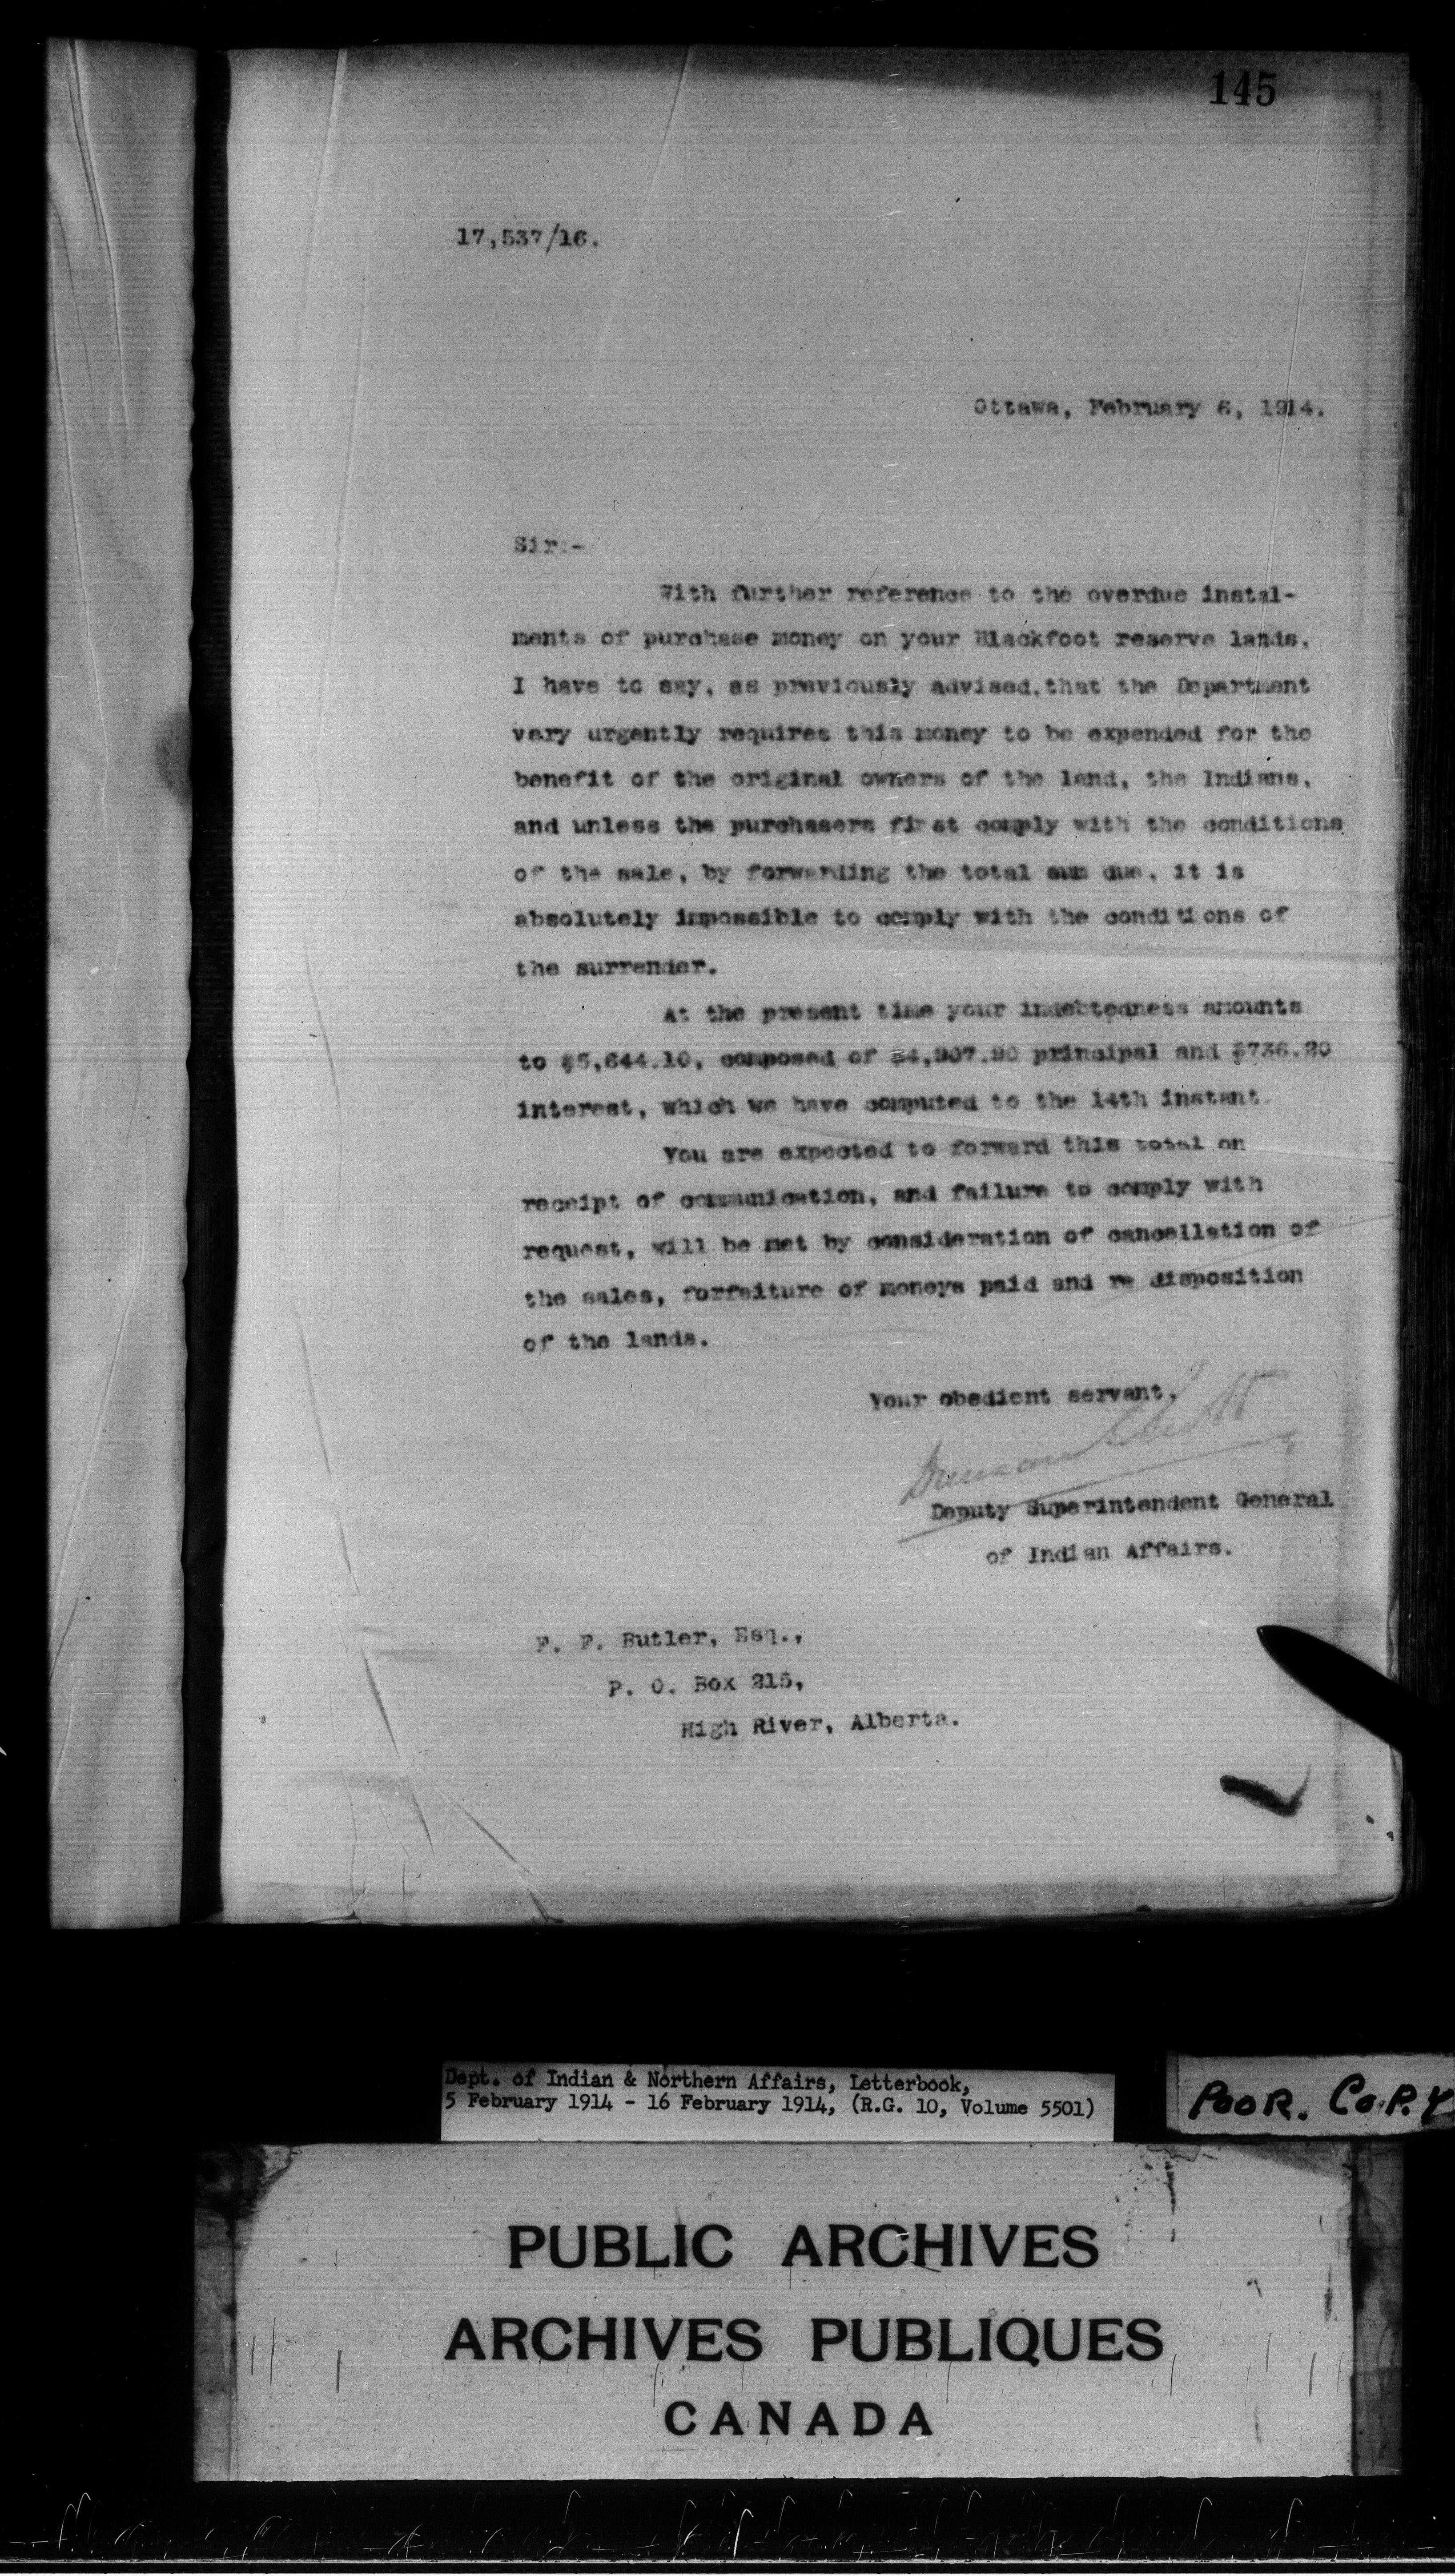 145
17,537/16.
Ottawa, February 6, 1914.
Sir:-
With further reference to the overdue instal-
ments of purchase money on your Blackfoot reserve lands,
I have to say, as previously advised, that the Department
very urgently requires this money to be expended for the
benefit of the original owners of the land, the Indians,
and unless the purchasers first comply with the conditions
of the sale, by forwarding the total sum due, it is
absolutely impossible to comply with the conditions of
the surrender.
At the present time your indebtedness amounts
to $5,644.10, composed of $4,907.90 principal and $736.20
interest, which we have computed to the 14th instant.
You are expected to forward this total on
receipt of communication, and failure to comply with
request, will be met by consideration of cancellation of
the sales, forfeiture of moneys paid and re disposition
of the lands.
Your obedient servant,
Duncan C Scott
Deputy Superintendent General
of Indian Affairs.
F. F. Butler, Esq.,
P. O. Box 215,
High River, Alberta.
Dept. of Indian & Northern Affairs, Letterbook,
5 February 1914 - 16 February 1914, (R.G. 10, Volume 5501)
POOR. COPY
PUBLIC ARCHIVES
ARCHIVES PUBLIQUES
CANADA